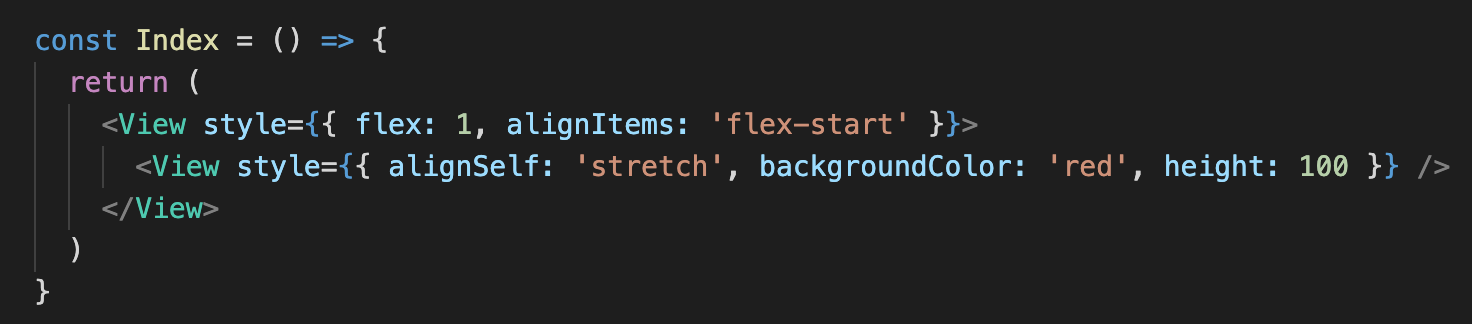 const Index = () => {
return (
<View style={{ flex: 1, alignItems: 'flex-start' }}>
<View style={{ alignSelf: 'stretch', backgroundColor: 'red', height: 100 }} />
</View>
)
}